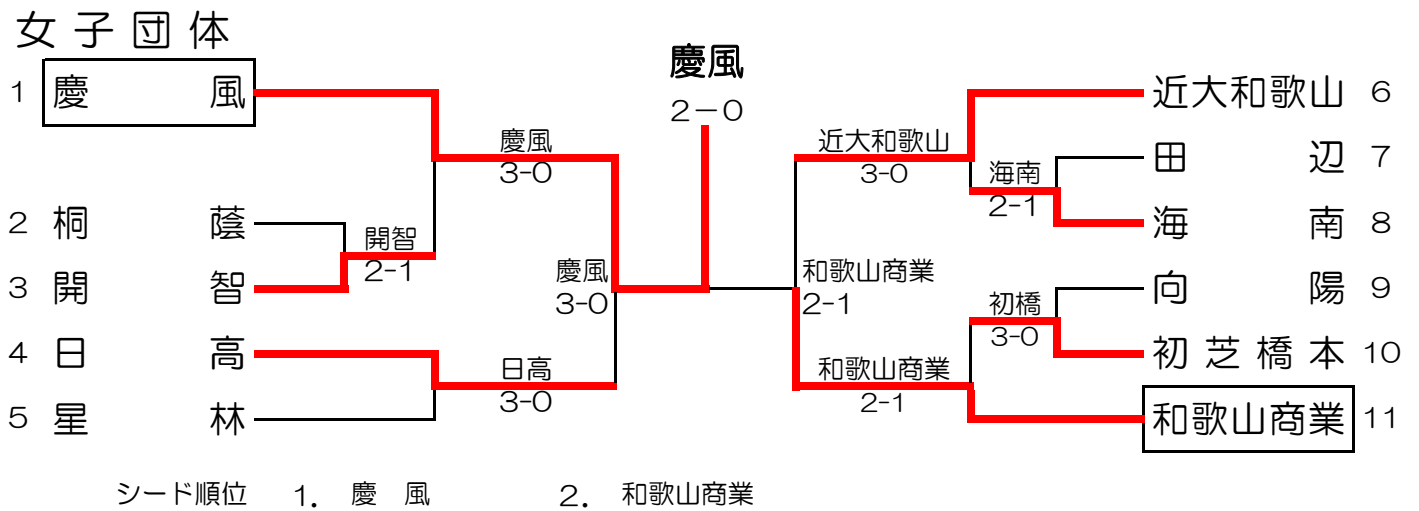 女子団体
慶風
2－0
1 慶 風
近大和歌山 6
慶風
3-0
近大和歌山
3-0
田 辺 7
海南
2-1
2 桐 蔭
海 南 8
開智
2-1
3 開 智
慶風
3-0
和歌山商業
2-1
向 陽 9
初橋
3-0
4 日 高
初芝橋本 10
日高
3-0
和歌山商業
2-1
5 星 林
和歌山商業 11
シード順位 1. 慶 風 2. 和歌山商業